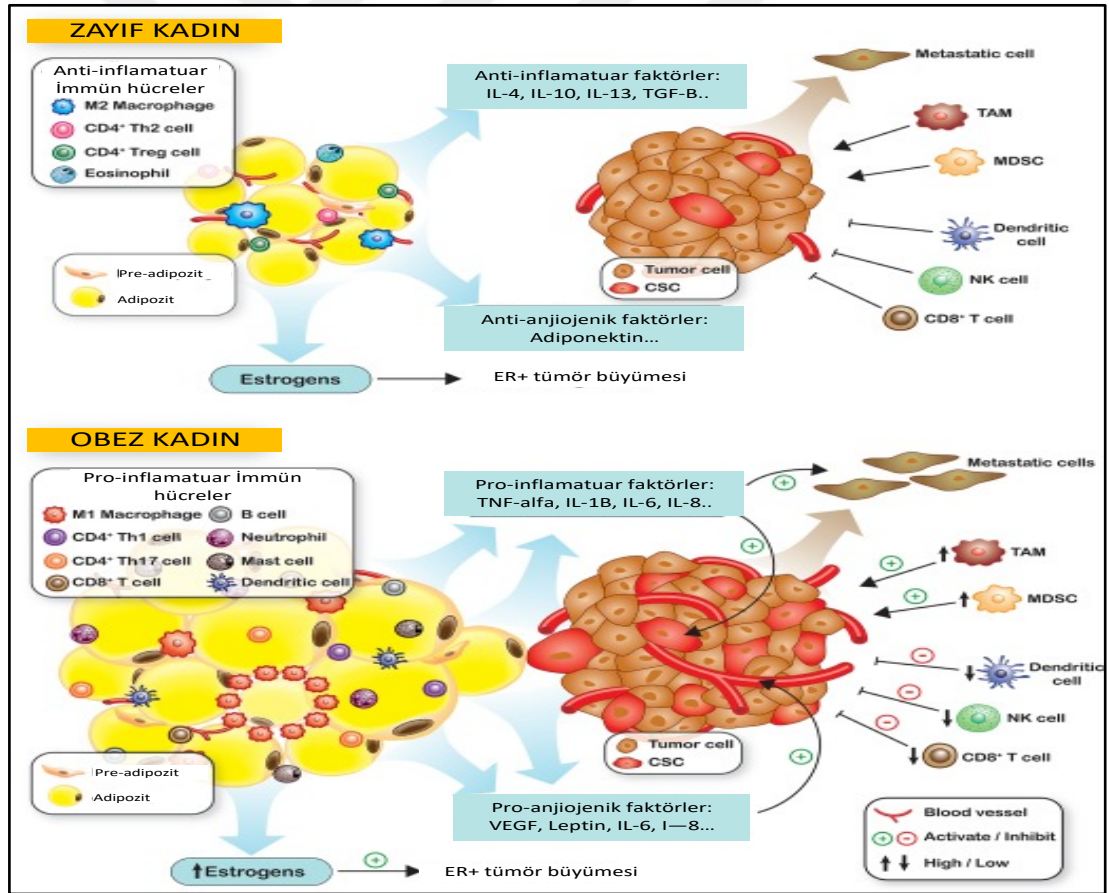 ZAYIF KADIN
Anti-inflamatuar
İmmün hücreler
M2 Macrophage
CD4+ Th2 cell
CD4+ Treg cell
Eosinophil
Pre-adipozit
Adipozit
Anti-inflamatuar faktörler:
IL-4, IL-10, IL-13, TGF-B..
Anti-anjiojenik faktörler:
Adiponektin...
Estrogens
ER+ tümör büyümesi
Tumor cell
CSC
Metastatic cell
TAM
MDSC
Dendritic
cell
NK cell
CD8+ T cell
OBEZ KADIN
Pro-inflamatuar İmmün
hücreler
M1 Macrophage
CD4+ Th1 cell
CD4+ Th17 cell
CD8+ T cell
B cell
Neutrophil
Mast cell
Dendritic cell
Pre-adipozit
Adipozit
Pro-inflamatuar faktörler:
TNF-alfa, IL-1B, IL-6, IL-8..
Pro-anjiojenik faktörler:
VEGF, Leptin, IL-6, I—8...
Estrogens
ER+ tümör büyümesi
Tumor cell
CSC
Metastatic cells
TAM
MDSC
Dendritic
cell
NK cell
CD8+ T cell
Blood vessel
Activate / Inhibit
High / Low